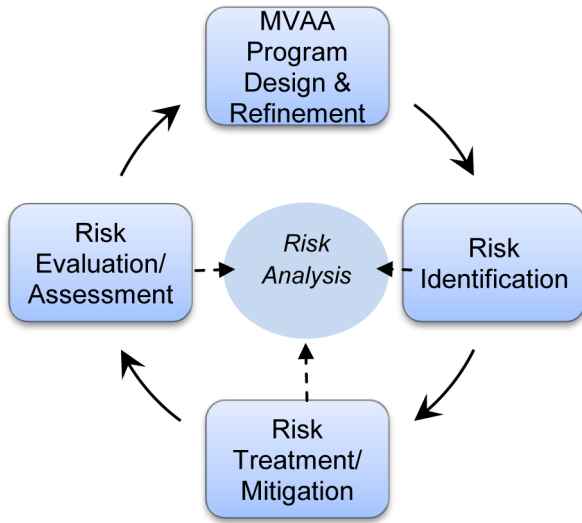 MVAA
Program
Design &
Refinement
Risk
Evaluation/
Assessment
Risk
Analysis
Risk
Identification
Risk
Treatment/
Mitigation